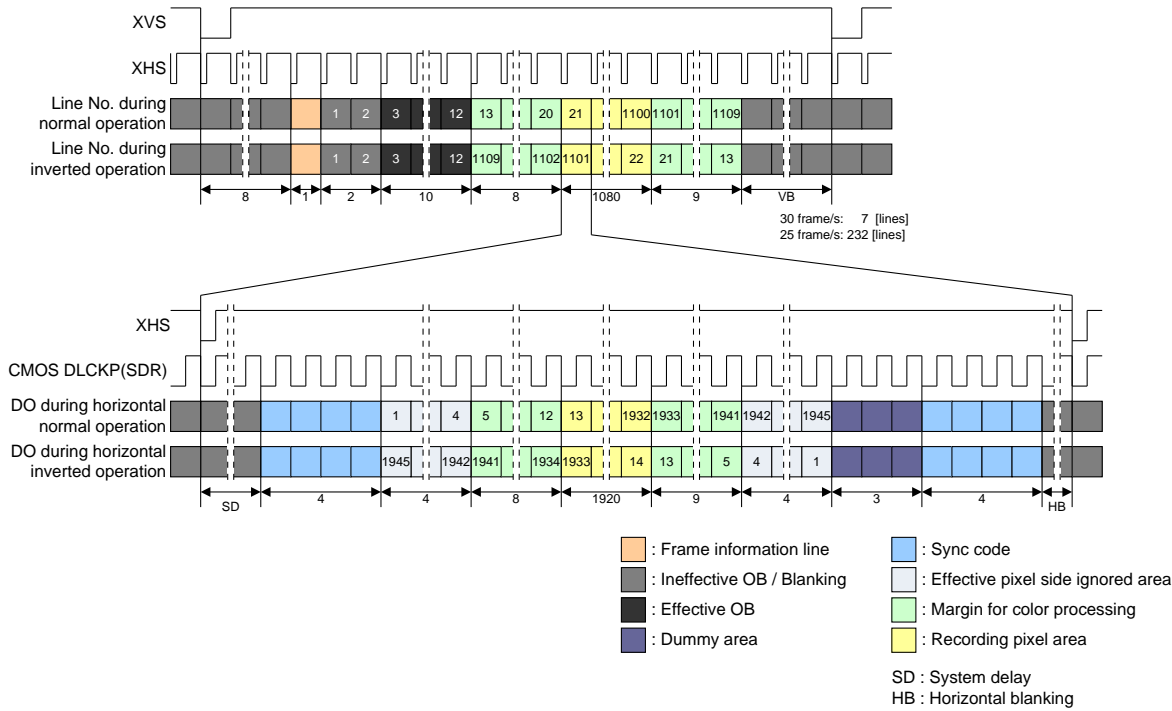 XVS
XHS
Line No. during
normal operation
1 2 3 12 13 20 21 1100 1101 1109
Line No. during
inverted operation
1 2 3 12 1109 1102 1101 22 21 13
8 1 2 10 8 1080 9 VB
30 frame/s: 7 [lines]
25 frame/s: 232 [lines]
XHS
CMOS DLCKP(SDR)
DO during horizontal
normal operation
1 4 5 12 13 1932 1933 1941 1942 1945
DO during horizontal
inverted operation
1945 1942 1941 1934 1933 14 13 5 4 1
SD 4 4 8 1920 9 4 3 4 HB
: Frame information line
: Ineffective OB / Blanking
: Effective OB
: Dummy area
: Sync code
: Effective pixel side ignored area
: Margin for color processing
: Recording pixel area
SD : System delay
HB : Horizontal blanking